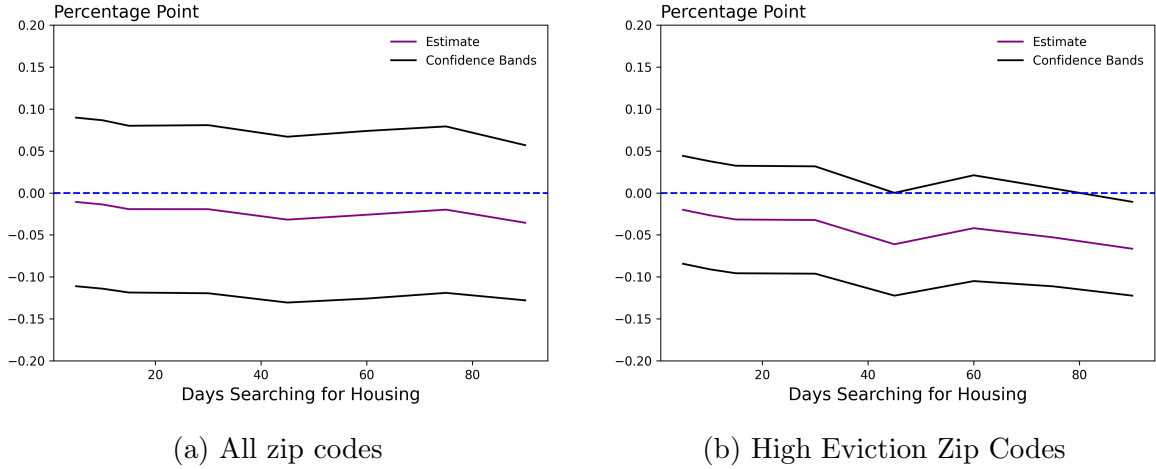 Percentage Point
0.20
0.15
0.10
0.05
0.00
−0.05
−0.10
−0.15
−0.20
Estimate
Confidence Bands
20 40 60 80
Days Searching for Housing
(a) All zip codes
Percentage Point
0.20
0.15
0.10
0.05
0.00
−0.05
−0.10
−0.15
−0.20
Estimate
Confidence Bands
20 40 60 80
Days Searching for Housing
(b) High Eviction Zip Codes